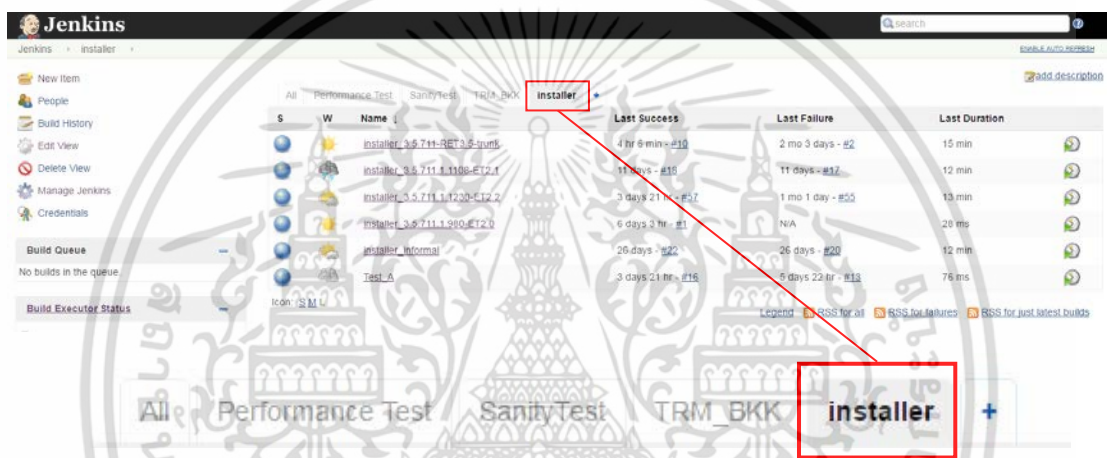 Jenkins
search
Jenkins installer
ENABLE AUTO REFRESH
New Item
People
Build History
Edit View
Delete View
Manage Jenkins
Credentials
Build Queue
No builds in the queue.
Build Executor Status
add description
All Performance Test SanityTest TRM_BKK installer +
S W Name ↓ Last Success Last Failure Last Duration
installer_3.5.711-RET3.5-trunk 4 hr 6 min - #10 2 mo 3 days - #2 15 min
installer_3.5.711.1.1108-ET2.1 11 days - #18 11 days - #17 12 min
installer_3.5.711.1.1230-ET2.2 3 days 21 hr - #57 1 mo 1 day - #55 13 min
installer_3.5.711.1.980-ET2.0 6 days 3 hr - #1 N/A 28 ms
installer_informal 26 days - #22 26 days - #20 12 min
Test_A 3 days 21 hr - #16 5 days 22 hr - #13 76 ms
Icon: S M L
Legend RSS for all RSS for failures RSS for just latest builds
All Performance Test SanityTest TRM_BKK installer +